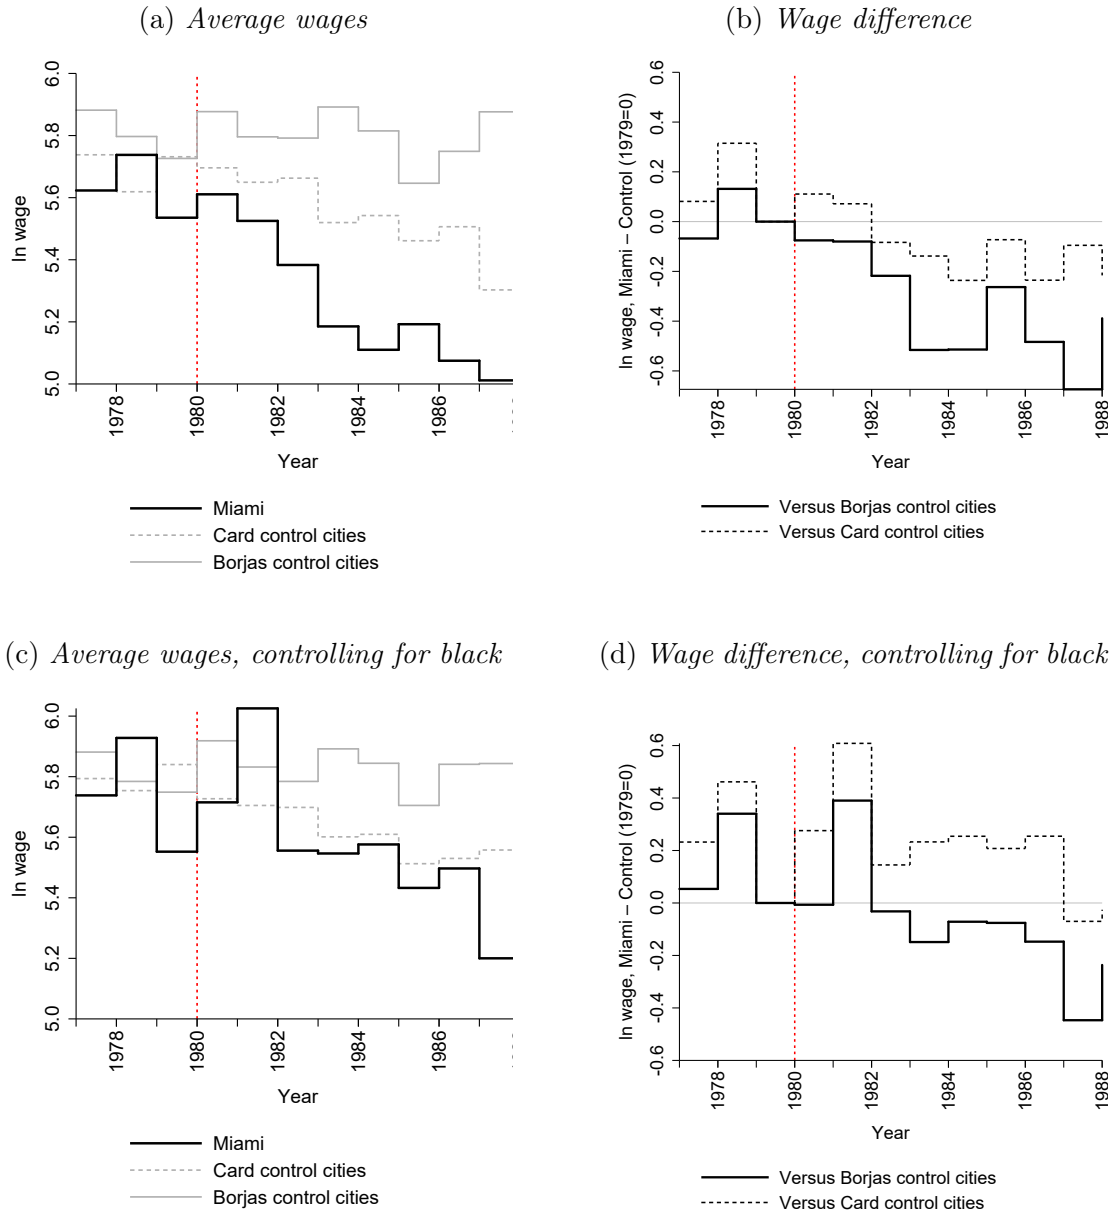 (a) Average wages
6.0
5.8
5.6
5.4
5.2
5.0
ln wage
1978
1980
1982
1984
1986
Year
Miami
Card control cities
Borjas control cities
(b) Wage difference
0.6
0.4
0.2
0.0
-0.2
-0.4
-0.6
ln wage, Miami – Control (1979=0)
1978
1980
1982
1984
1986
1988
Year
Versus Borjas control cities
Versus Card control cities
(c) Average wages, controlling for black
6.0
5.8
5.6
5.4
5.2
5.0
ln wage
1978
1980
1982
1984
1986
Year
Miami
Card control cities
Borjas control cities
(d) Wage difference, controlling for black
0.6
0.4
0.2
0.0
-0.2
-0.4
-0.6
ln wage, Miami – Control (1979=0)
1978
1980
1982
1984
1986
1988
Year
Versus Borjas control cities
Versus Card control cities